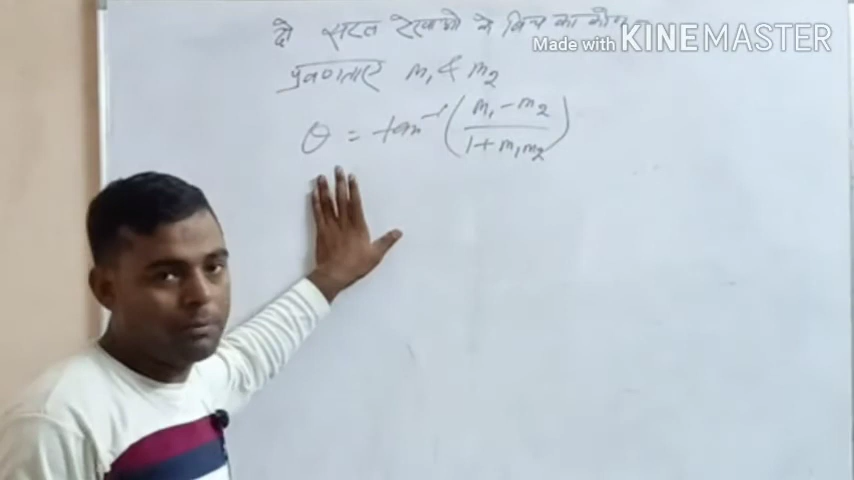 दो सरल रेखाओ के बिच का कोण
Made with KINEMASTER
प्रवणताएं m₁ & m₂
θ = tan⁻¹ ( (m₁ - m₂) / (1 + m₁m₂) )